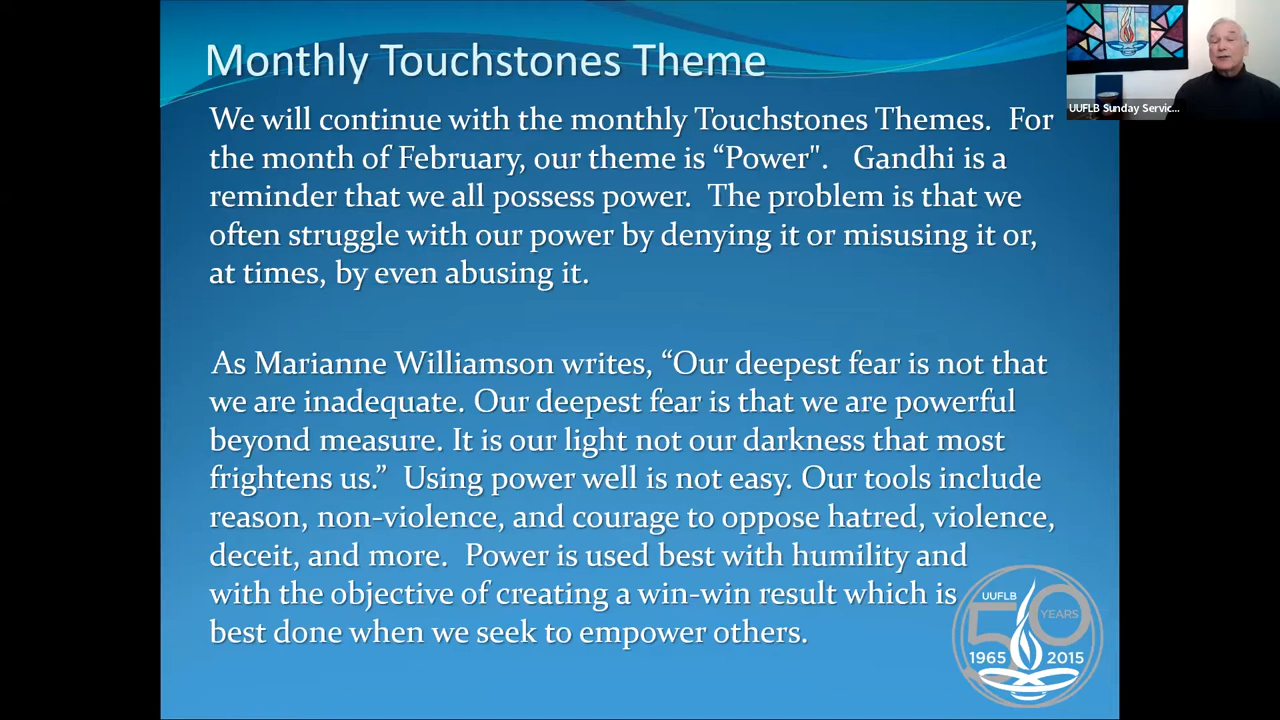 Monthly Touchstones Theme
We will continue with the monthly Touchstones Themes.  For
the month of February, our theme is “Power".   Gandhi is a
reminder that we all possess power.  The problem is that we
often struggle with our power by denying it or misusing it or,
at times, by even abusing it.
As Marianne Williamson writes, “Our deepest fear is not that
we are inadequate. Our deepest fear is that we are powerful
beyond measure. It is our light not our darkness that most
frightens us.”  Using power well is not easy. Our tools include
reason, non-violence, and courage to oppose hatred, violence,
deceit, and more.  Power is used best with humility and
with the objective of creating a win-win result which is
best done when we seek to empower others.
UUFLB
50
YEARS
1965 2015
UUFLB Sunday Servic...